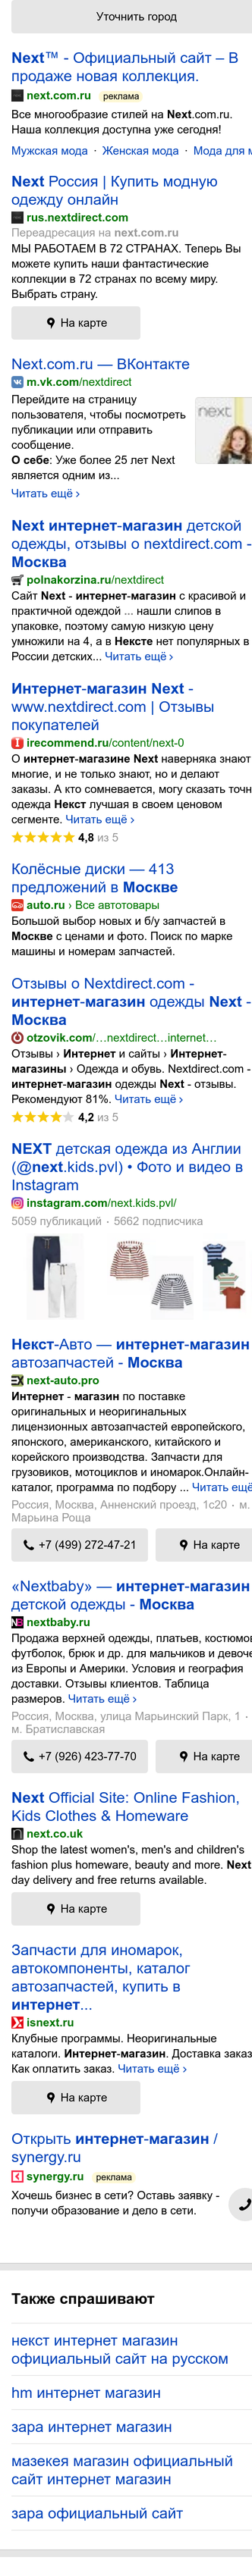 Уточнить город
Next™ - Официальный сайт – В
продаже новая коллекция.
next.com.ru реклама
Все многообразие стилей на Next.com.ru.
Наша коллекция доступна уже сегодня!
Мужская мода · Женская мода · Мода для
Next Россия | Купить модную
одежду онлайн
rus.nextdirect.com
Переадресация на next.com.ru
МЫ РАБОТАЕМ В 72 СТРАНАХ. Теперь Вы
можете купить наши фантастические
коллекции в 72 странах по всему миру.
Выбрать страну.
На карте
Next.com.ru — ВКонтакте
m.vk.com/nextdirect
Перейдите на страницу
пользователя, чтобы посмотреть
публикации или отправить
сообщение.
О себе: Уже более 25 лет Next
является одним из...
next
Читать ещё ›
Next интернет-магазин детской
одежды, отзывы о nextdirect.com -
Москва
polnakorzina.ru/nextdirect
Сайт Next - интернет-магазин с красивой и
практичной одеждой ... нашли слипов в
упаковке, поэтому самую низкую цену
умножили на 4, а в Нексте нет популярных в
России детских... Читать ещё ›
Интернет-магазин Next -
www.nextdirect.com | Отзывы
покупателей
irecommend.ru/content/next-0
О интернет-магазине Next наверняка знают
многие, и не только знают, но и делают
заказы. А кто сомневается, могу сказать точн
одежда Некст лучшая в своем ценовом
сегменте. Читать ещё ›
4,8 из 5
Колёсные диски — 413
предложений в Москве
auto.ru › Все автотовары
Большой выбор новых и б/у запчастей в
Москве с ценами и фото. Поиск по марке
машины и номерам запчастей.
Отзывы о Nextdirect.com -
интернет-магазин одежды Next -
Москва
otzovik.com/…nextdirect…internet…
Отзывы › Интернет и сайты › Интернет-
магазины › Одежда и обувь. Nextdirect.com -
интернет-магазин одежды Next - отзывы.
Рекомендуют 81%. Читать ещё ›
4,2 из 5
NEXT детская одежда из Англии
(@next.kids.pvl) • Фото и видео в
Instagram
instagram.com/next.kids.pvl/
5059 публикаций · 5662 подписчика
Некст-Авто — интернет-магазин
автозапчастей - Москва
next-auto.pro
Интернет - магазин по поставке
оригинальных и неоригинальных
лицензионных автозапчастей европейского,
японского, американского, китайского и
корейского производства. Запчасти для
грузовиков, мотоциклов и иномарок.Онлайн-
каталог, программа по подбору ... Читать ещё
Россия, Москва, Анненский проезд, 1с20 · м.
Марьина Роща
+7 (499) 272-47-21 На карте
«Nextbaby» — интернет-магазин
детской одежды - Москва
nextbaby.ru
Продажа верхней одежды, платьев, костюмов
футболок, брюк и др. для мальчиков и девоче
из Европы и Америки. Условия и география
доставки. Отзывы клиентов. Таблица
размеров. Читать ещё ›
Россия, Москва, улица Марьинский Парк, 1 ·
м. Братиславская
+7 (926) 423-77-70 На карте
Next Official Site: Online Fashion,
Kids Clothes & Homeware
next.co.uk
Shop the latest women's, men's and children's
fashion plus homeware, beauty and more. Next
day delivery and free returns available.
На карте
Запчасти для иномарок,
автокомпоненты, каталог
автозапчастей, купить в
интернет...
isnext.ru
Клубные программы. Неоригинальные
каталоги. Интернет-магазин. Доставка заказ
Как оплатить заказ. Читать ещё ›
На карте
Открыть интернет-магазин /
synergy.ru
synergy.ru реклама
Хочешь бизнес в сети? Оставь заявку -
получи образование и дело в сети.
Также спрашивают
некст интернет магазин
официальный сайт на русском
hm интернет магазин
зара интернет магазин
мазекея магазин официальный
сайт интернет магазин
зара официальный сайт